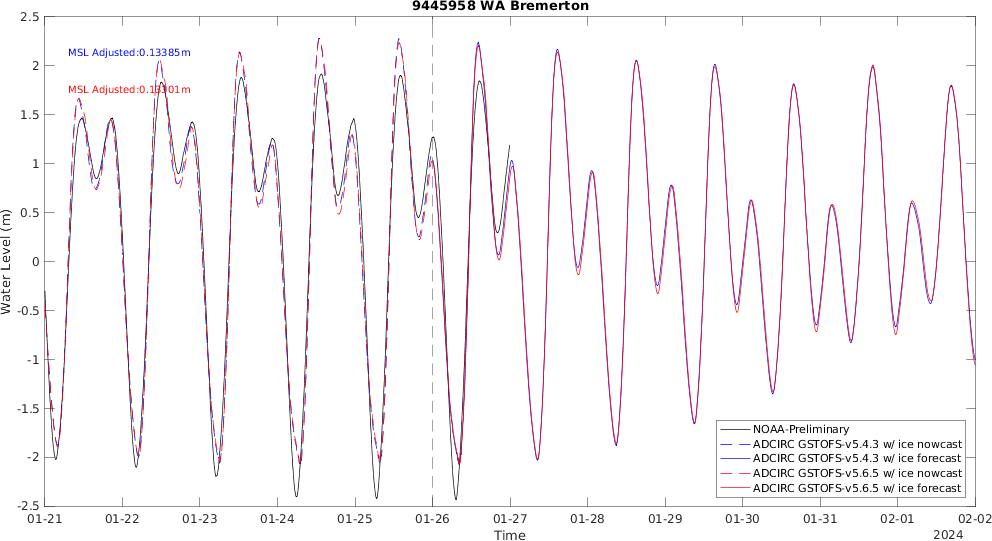 9445958 WA Bremerton
MSL Adjusted:0.13385m
MSL Adjusted:0.13301m
Water Level (m)
2.5
2
1.5
1
0.5
0
-0.5
-1
-1.5
-2
-2.5
NOAA-Preliminary
ADCIRC GSTOFS-v5.4.3 w/ ice nowcast
ADCIRC GSTOFS-v5.4.3 w/ ice forecast
ADCIRC GSTOFS-v5.6.5 w/ ice nowcast
ADCIRC GSTOFS-v5.6.5 w/ ice forecast
01-21 01-22 01-23 01-24 01-25 01-26 01-27 01-28 01-29 01-30 01-31 02-01 02-02
Time
2024